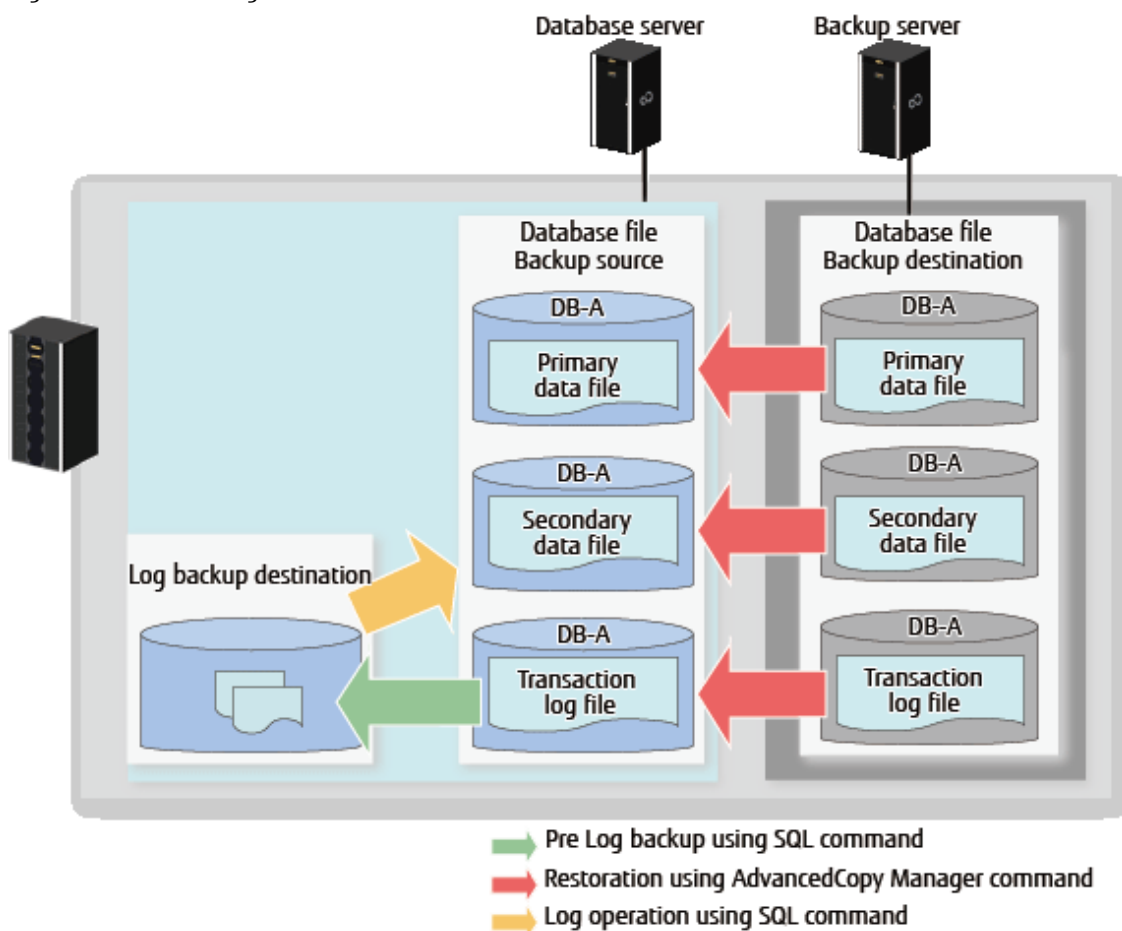 Database server
Backup server
Database file
Backup source
Database file
Backup destination
DB-A
Primary
data file
DB-A
Primary
data file
DB-A
Secondary
data file
DB-A
Secondary
data file
Log backup destination
DB-A
Transaction
log file
DB-A
Transaction
log file
Pre Log backup using SQL command
Restoration using AdvancedCopy Manager command
Log operation using SQL command